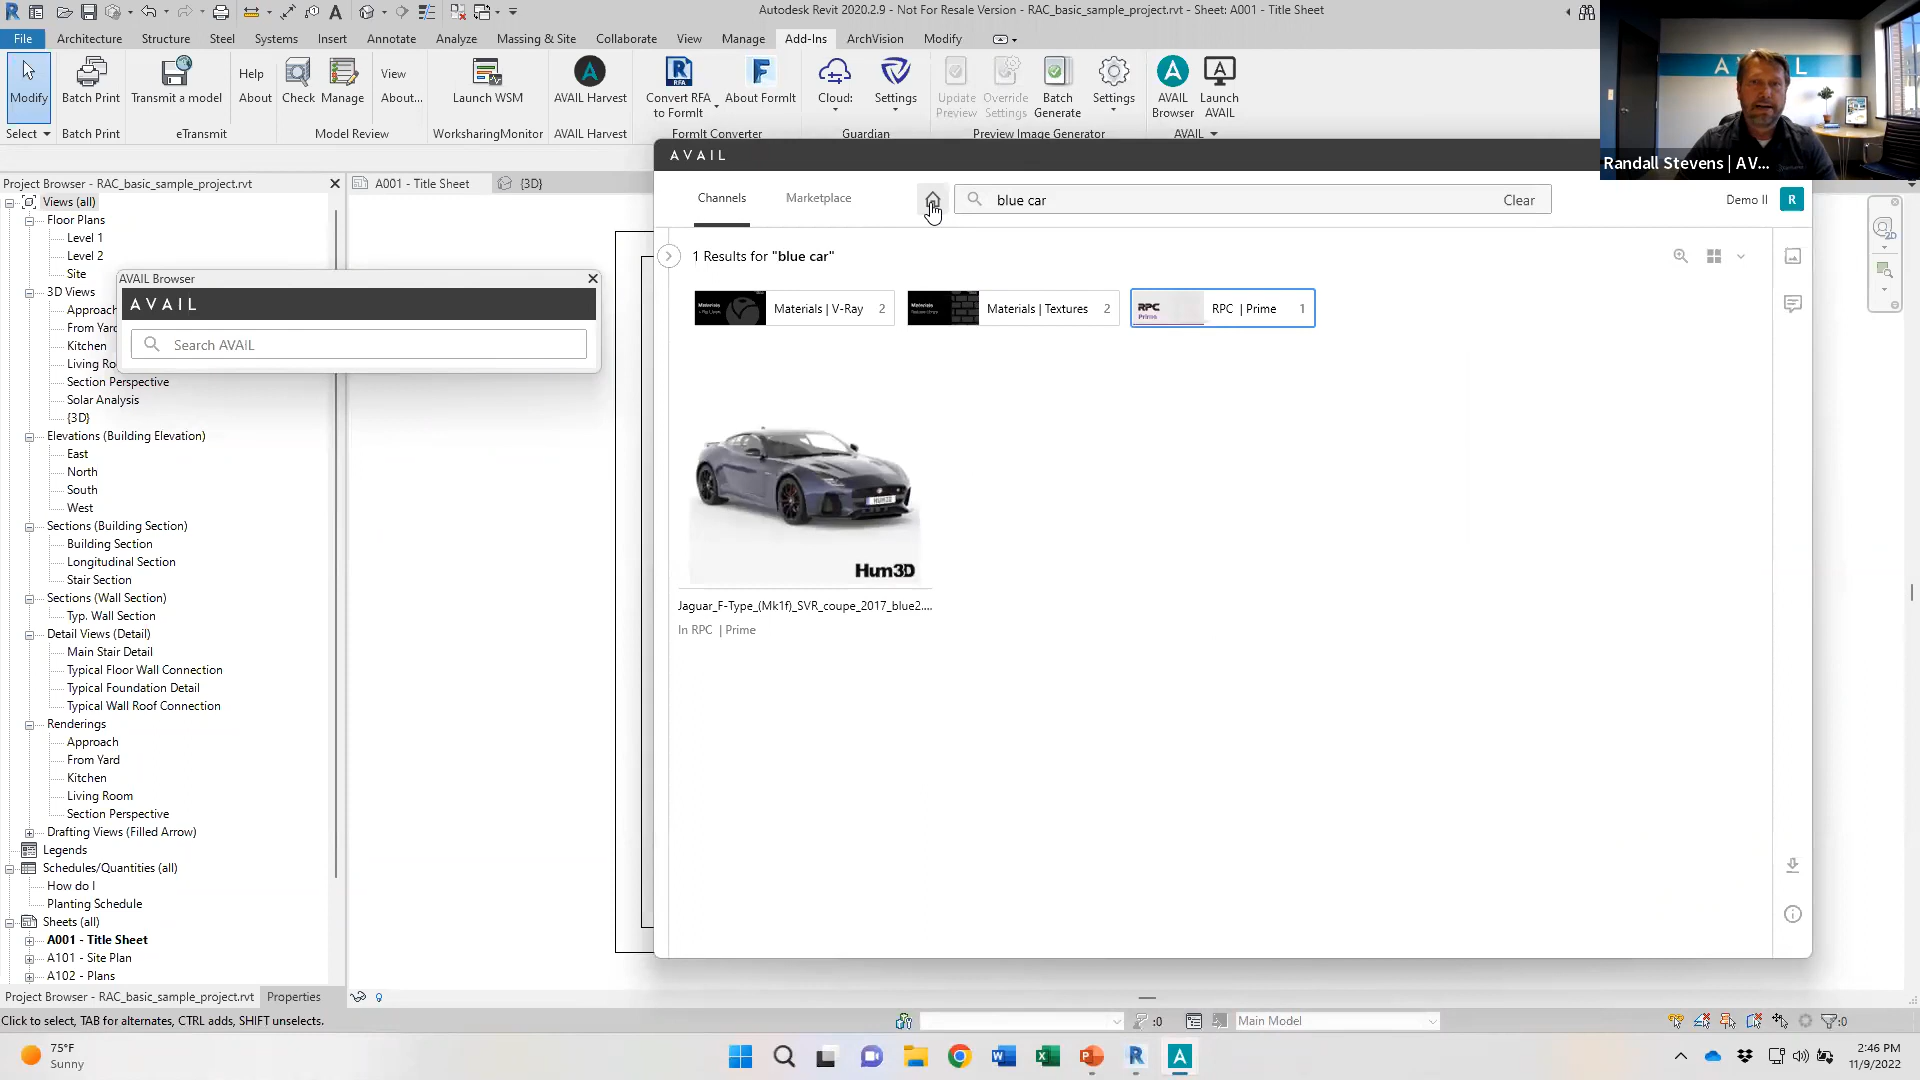 Autodesk Revit 2020.2.9 - Not For Resale Version - RAC_basic_sample_project.rvt - Sheet: A001 - Title Sheet
File Architecture Structure Steel Systems Insert Annotate Analyze Massing & Site Collaborate View Manage Add-Ins ArchVision Modify
Modify
Batch Print
Transmit a model
Help
About
Check
Manage
View
About...
Launch WSM
AVAIL Harvest
Convert RFA
to FormIt
About FormIt
Cloud:
Settings
Update
Preview
Override
Settings
Batch
Generate
Settings
AVAIL
Browser
Launch
AVAIL
Select
Batch Print
eTransmit
Model Review
WorksharingMonitor
AVAIL Harvest
FormIt Converter
Guardian
Preview Image Generator
AVAIL
AVAIL
Randall Stevens | AV...
Project Browser - RAC_basic_sample_project.rvt
A001 - Title Sheet
{3D}
Views (all)
Floor Plans
Level 1
Level 2
Site
3D Views
Approach
From Yard
Kitchen
Living Ro
Section Perspective
Solar Analysis
{3D}
Elevations (Building Elevation)
East
North
South
West
Sections (Building Section)
Building Section
Longitudinal Section
Stair Section
Sections (Wall Section)
Typ. Wall Section
Detail Views (Detail)
Main Stair Detail
Typical Floor Wall Connection
Typical Foundation Detail
Typical Wall Roof Connection
Renderings
Approach
From Yard
Kitchen
Living Room
Section Perspective
Drafting Views (Filled Arrow)
Legends
Schedules/Quantities (all)
How do I
Planting Schedule
Sheets (all)
A001 - Title Sheet
A101 - Site Plan
A102 - Plans
AVAIL Browser
AVAIL
Search AVAIL
AVAIL
Channels
Marketplace
blue car
Clear
Demo II
R
1 Results for "blue car"
Materials | V-Ray 2
Materials | Textures 2
RPC Prime
RPC | Prime 1
HUM3D
Hum3D
Jaguar_F-Type_(Mk1f)_SVR_coupe_2017_blue2....
In RPC | Prime
Project Browser - RAC_basic_sample_project.rvt
Properties
Click to select, TAB for alternates, CTRL adds, SHIFT unselects.
:0
Main Model
:0
75°F
Sunny
2:46 PM
11/9/2022